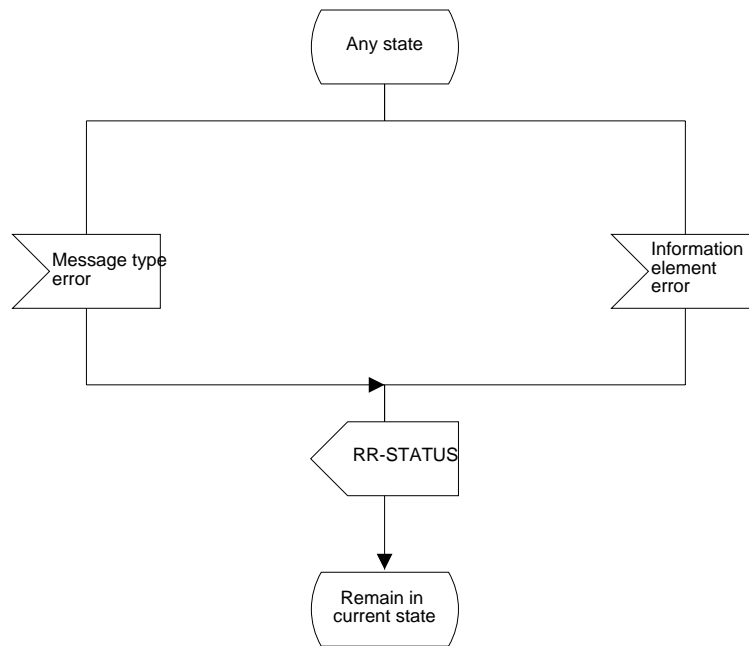 Any state
Message type
error
Information
element
error
RR-STATUS
Remain in
current state